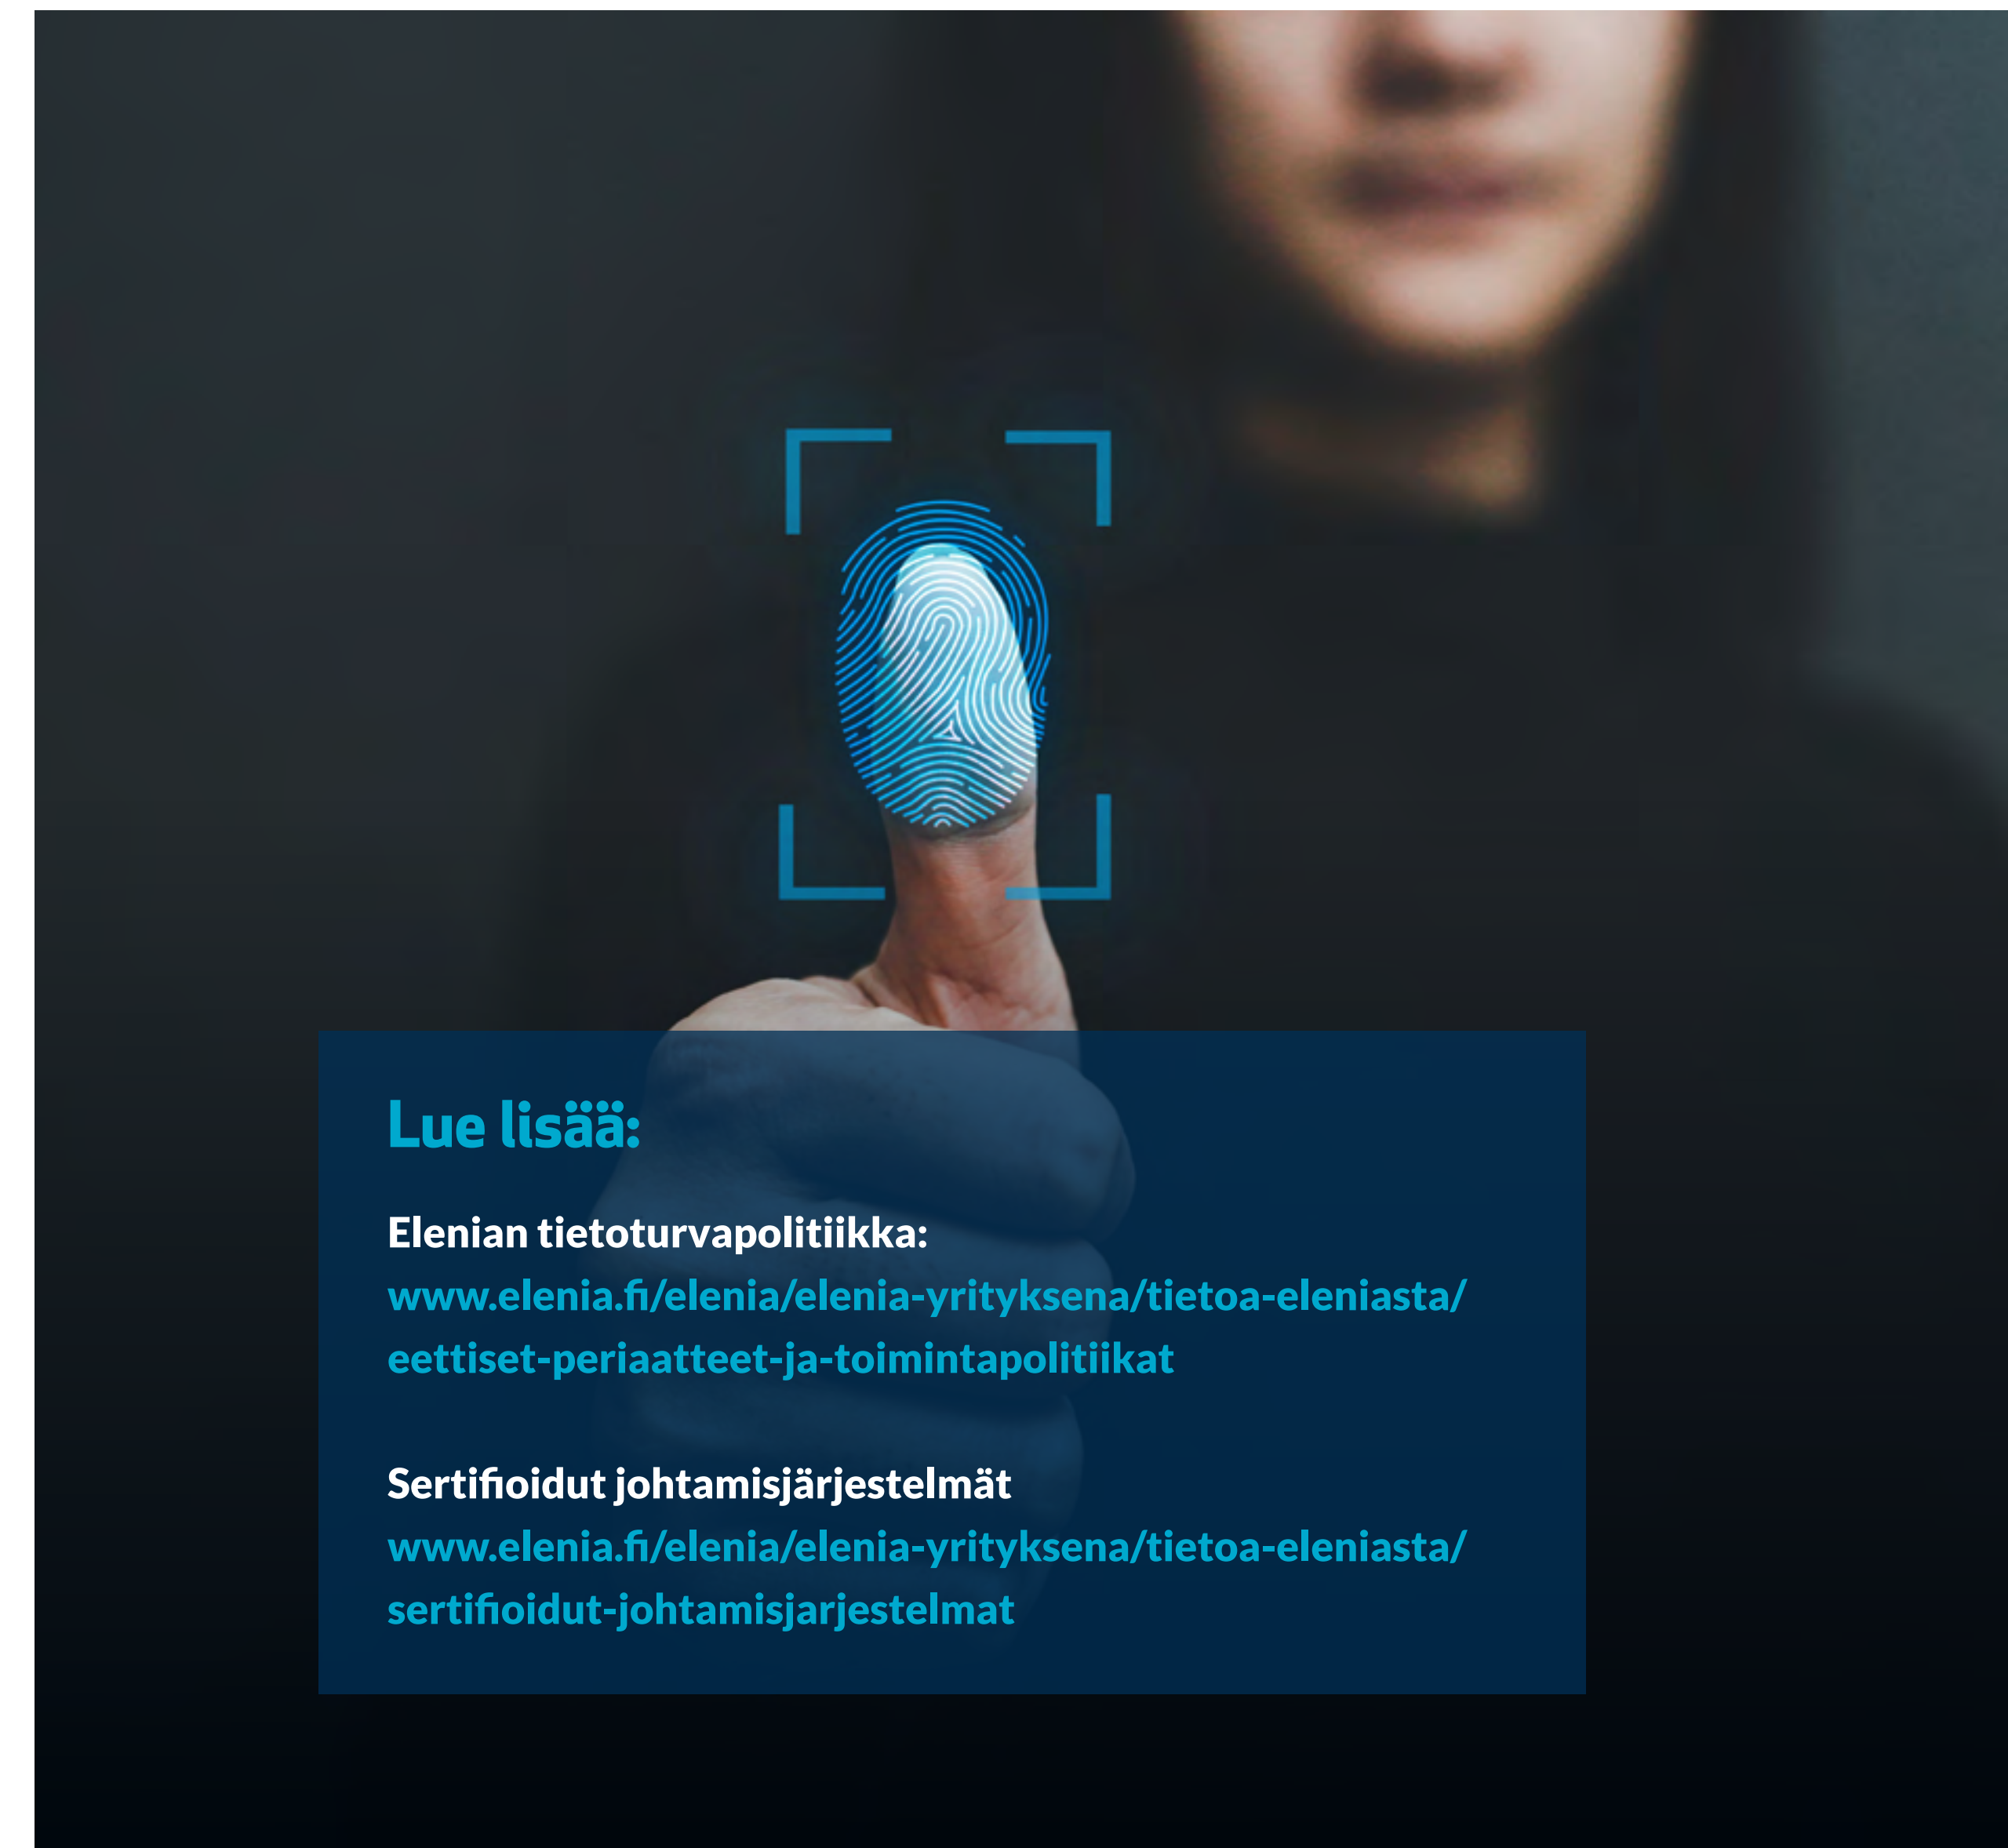 Lue lisää:
Elenian tietoturvapolitiikka:
www.elenia.fi/elenia/elenia-yrityksena/tietoa-eleniasta/
eettiset-periaatteet-ja-toimintapolitiikat
Sertifioidut johtamisjärjestelmät
www.elenia.fi/elenia/elenia-yrityksena/tietoa-eleniasta/
sertifioidut-johtamisjarjestelmat